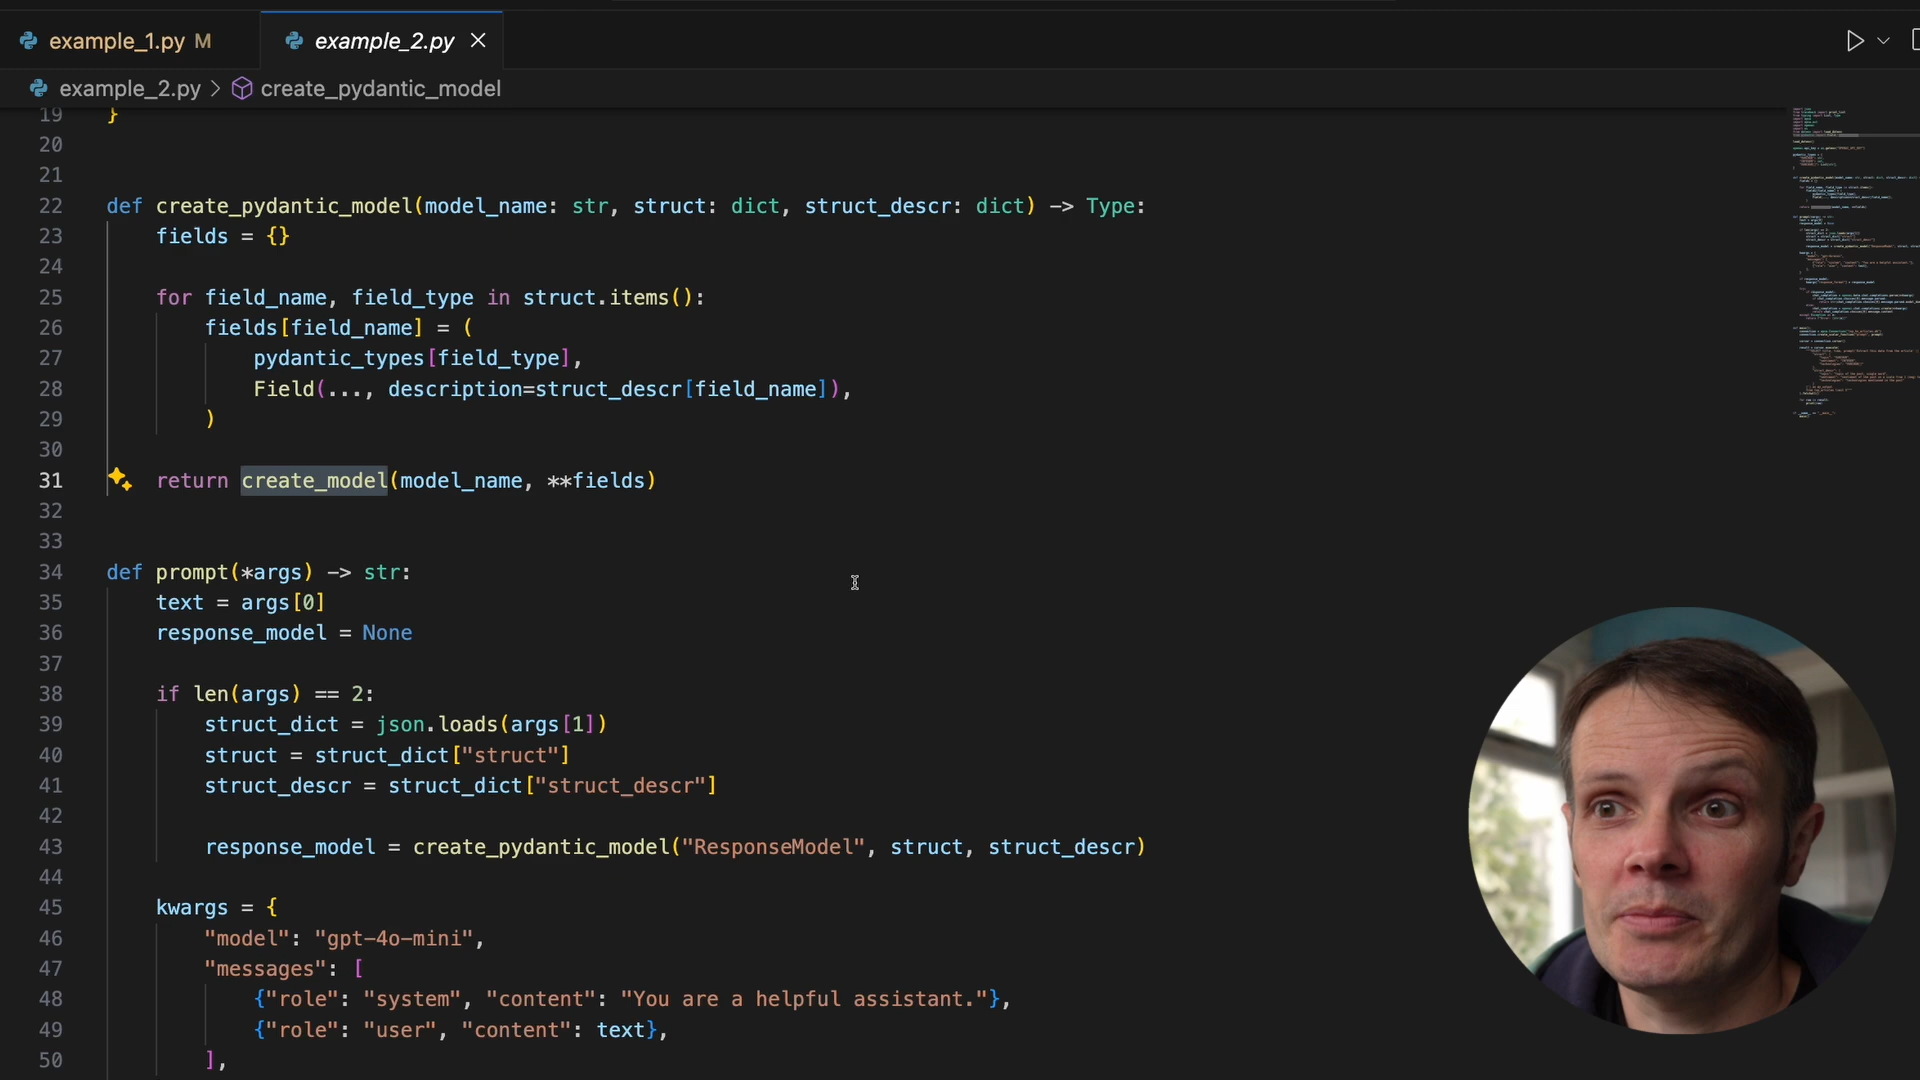 example_1.py M
example_2.py
example_2.py > create_pydantic_model
19 }
20
21
22 def create_pydantic_model(model_name: str, struct: dict, struct_descr: dict) -> Type:
23 fields = {}
24
25 for field_name, field_type in struct.items():
26 fields[field_name] = (
27 pydantic_types[field_type],
28 Field(..., description=struct_descr[field_name]),
29 )
30
31 return create_model(model_name, **fields)
32
33
34 def prompt(*args) -> str:
35 text = args[0]
36 response_model = None
37
38 if len(args) == 2:
39 struct_dict = json.loads(args[1])
40 struct = struct_dict["struct"]
41 struct_descr = struct_dict["struct_descr"]
42
43 response_model = create_pydantic_model("ResponseModel", struct, struct_descr)
44
45 kwargs = {
46 "model": "gpt-4o-mini",
47 "messages": [
48 {"role": "system", "content": "You are a helpful assistant."},
49 {"role": "user", "content": text},
50 ],